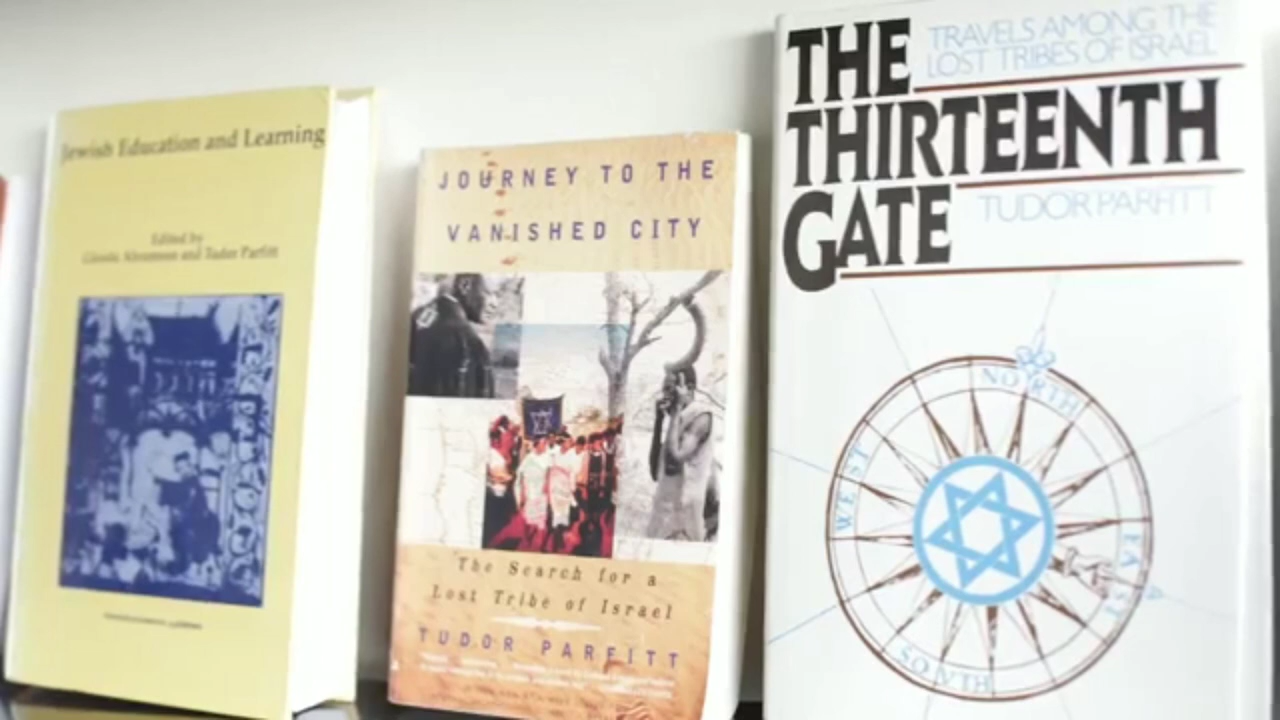 Jewish Education and Learning
Edited by
and Tudor Parfitt
JOURNEY TO THE
VANISHED CITY
The Search for a
Lost Tribe of Israel
TUDOR PARFITT
THE
TRAVELS AMONG THE
LOST TRIBES OF ISRAEL
THIRTEENTH
GATE
TUDOR PARFITT
NORTH
WEST
EAST
SOUTH